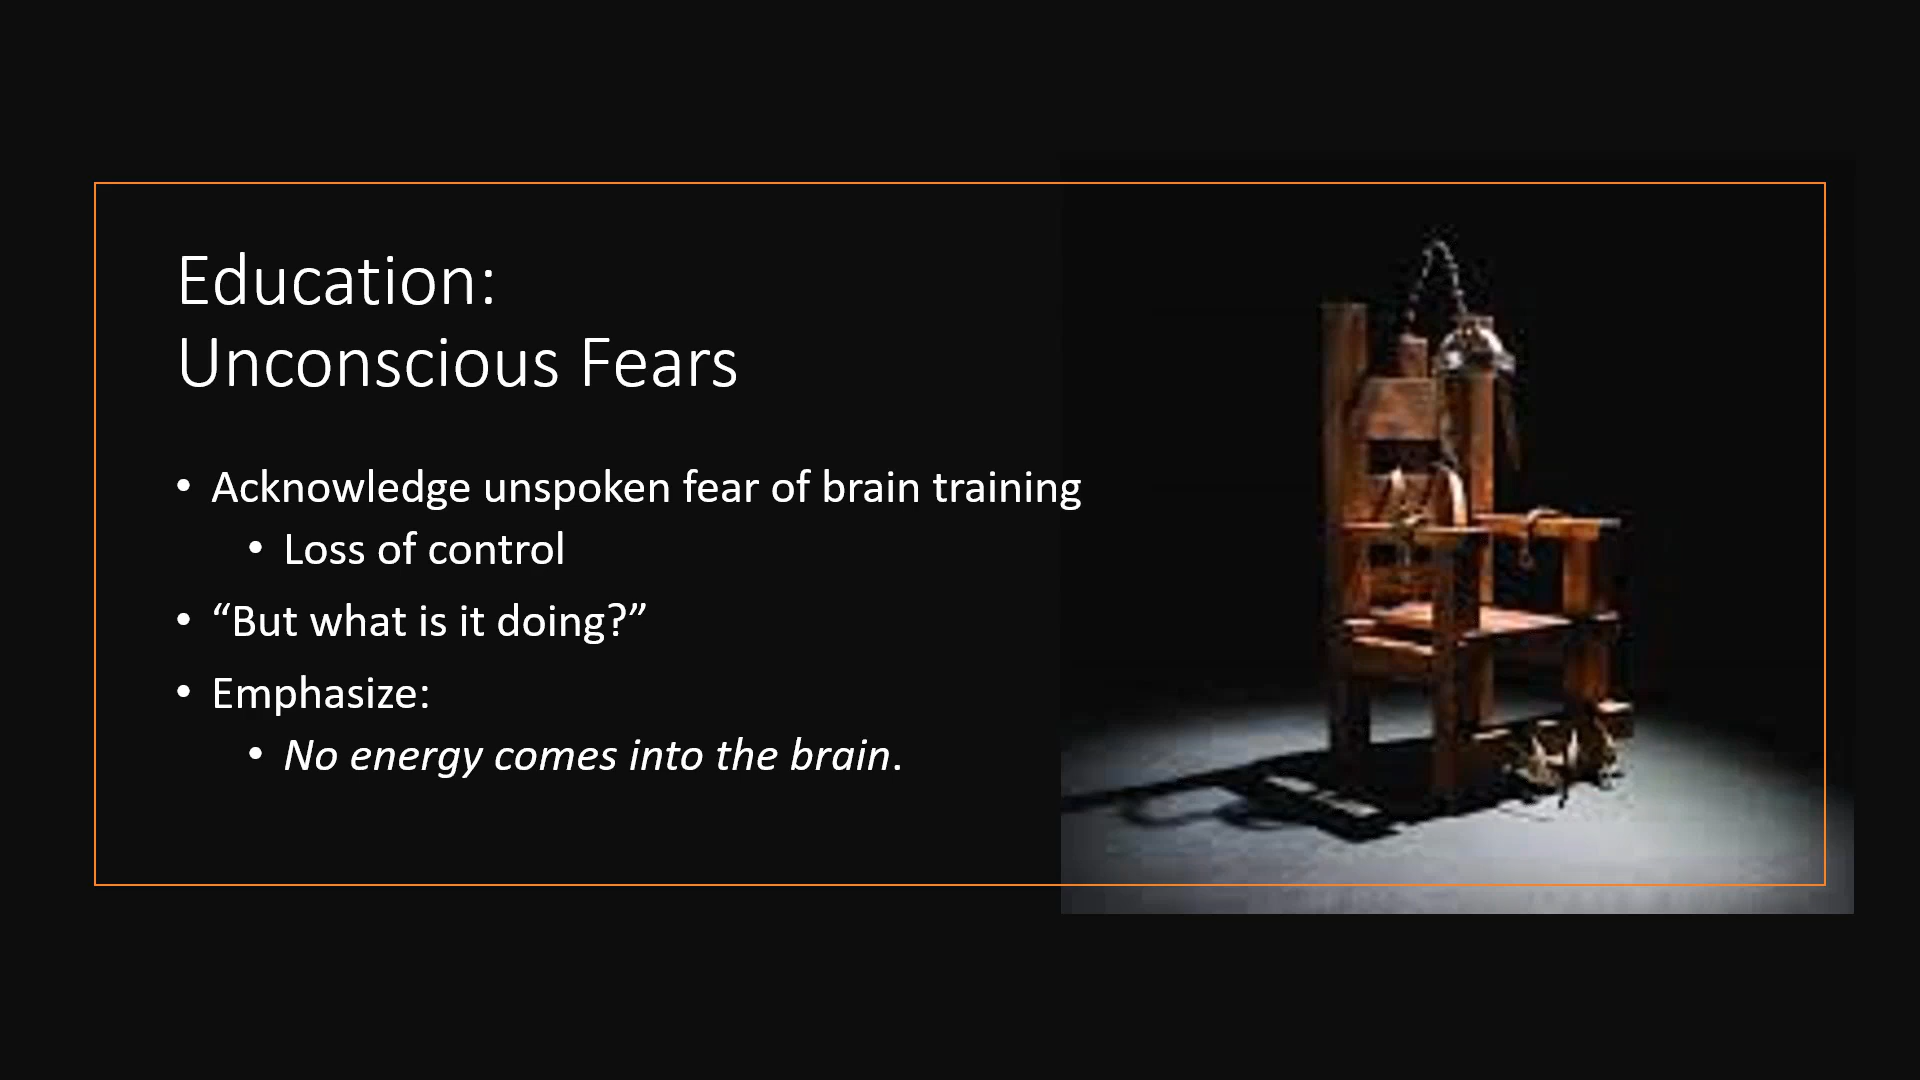 Education:
Unconscious Fears
• Acknowledge unspoken fear of brain training
• Loss of control
• “But what is it doing?”
• Emphasize:
• No energy comes into the brain.